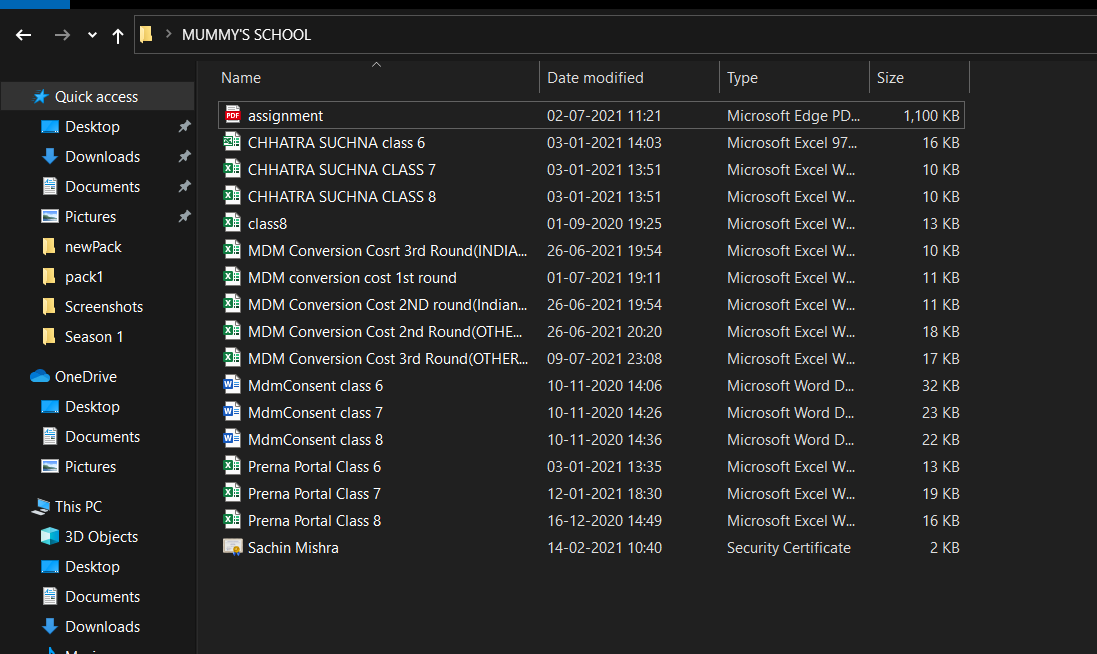 MUMMY'S SCHOOL
Name Date modified Type Size
Quick access
Desktop
Downloads
Documents
Pictures
newPack
pack1
Screenshots
Season 1
OneDrive
Desktop
Documents
Pictures
This PC
3D Objects
Desktop
Documents
Downloads
PDF assignment 02-07-2021 11:21 Microsoft Edge PD... 1,100 KB
CHHATRA SUCHNA class 6 03-01-2021 14:03 Microsoft Excel 97... 16 KB
CHHATRA SUCHNA CLASS 7 03-01-2021 13:51 Microsoft Excel W... 10 KB
CHHATRA SUCHNA CLASS 8 03-01-2021 13:51 Microsoft Excel W... 10 KB
class8 01-09-2020 19:25 Microsoft Excel W... 13 KB
MDM Conversion Cosrt 3rd Round(INDIA... 26-06-2021 19:54 Microsoft Excel W... 10 KB
MDM conversion cost 1st round 01-07-2021 19:11 Microsoft Excel W... 11 KB
MDM Conversion Cost 2ND round(Indian... 26-06-2021 19:54 Microsoft Excel W... 11 KB
MDM Conversion Cost 2nd Round(OTHE... 26-06-2021 20:20 Microsoft Excel W... 18 KB
MDM Conversion Cost 3rd Round(OTHER... 09-07-2021 23:08 Microsoft Excel W... 17 KB
MdmConsent class 6 10-11-2020 14:06 Microsoft Word D... 32 KB
MdmConsent class 7 10-11-2020 14:26 Microsoft Word D... 23 KB
MdmConsent class 8 10-11-2020 14:36 Microsoft Word D... 22 KB
Prerna Portal Class 6 03-01-2021 13:35 Microsoft Excel W... 13 KB
Prerna Portal Class 7 12-01-2021 18:30 Microsoft Excel W... 19 KB
Prerna Portal Class 8 16-12-2020 14:49 Microsoft Excel W... 16 KB
Sachin Mishra 14-02-2021 10:40 Security Certificate 2 KB